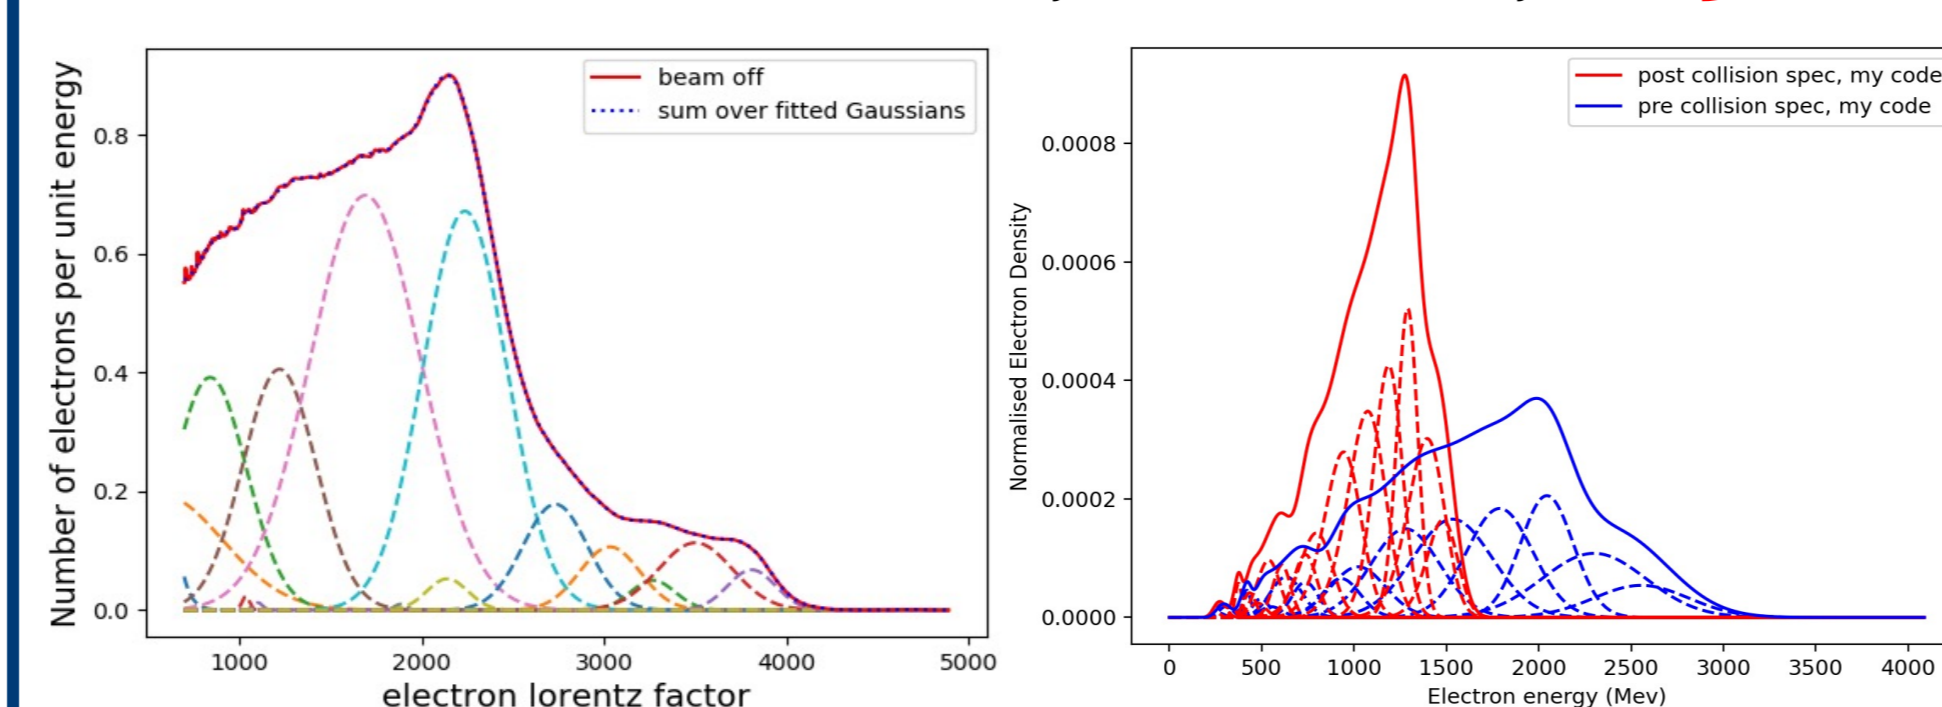 beam off
sum over fitted Gaussians
Number of electrons per unit energy
0.8
0.6
0.4
0.2
0.0
1000 2000 3000 4000 5000
electron lorentz factor
post collision spec, my code
pre collision spec, my code
Normalised Electron Density
0.0008
0.0006
0.0004
0.0002
0.0000
0 500 1000 1500 2000 2500 3000 3500 4000
Electron energy (Mev)